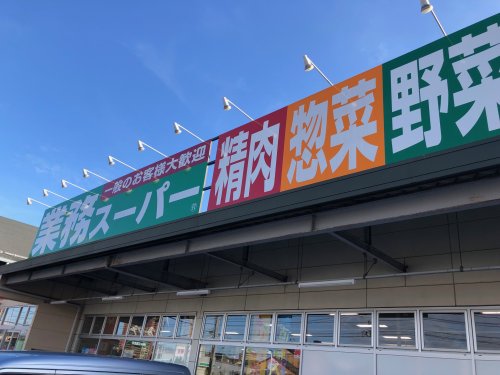 一般のお客様大歓迎
業務スーパー®
精肉
惣菜
野菜